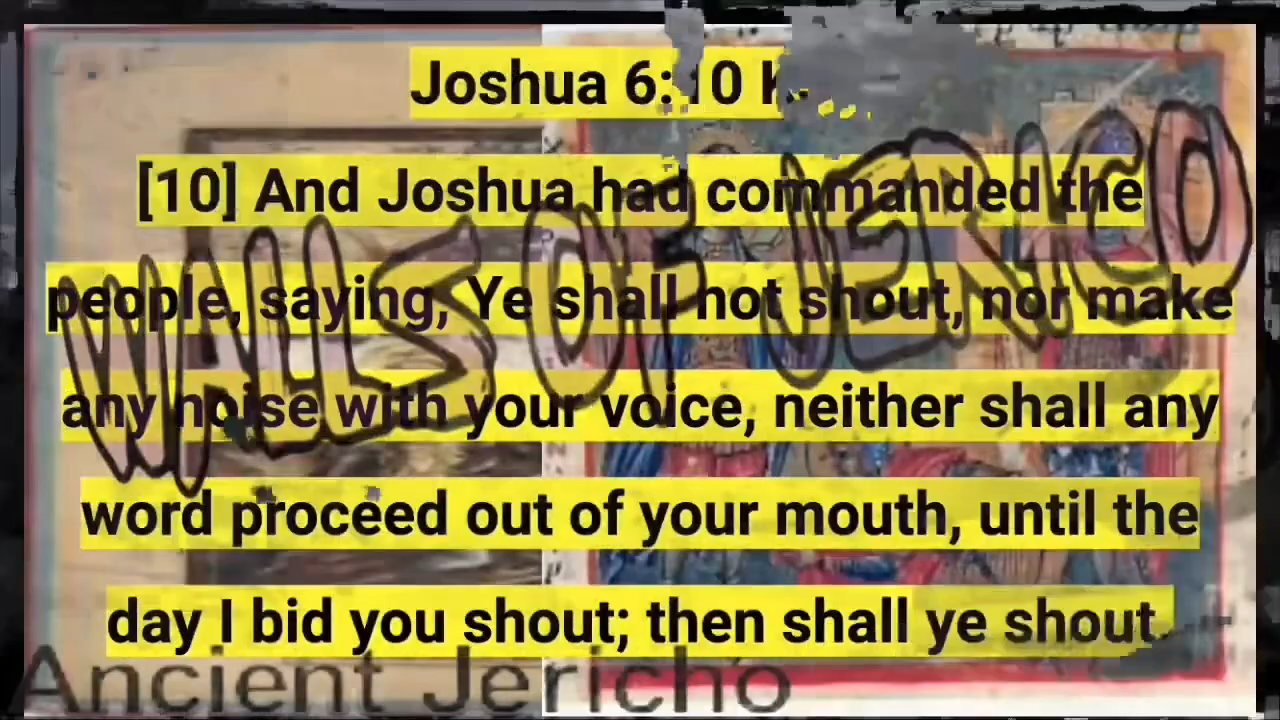 Joshua 6:10
[10] And Joshua had commanded the
people, saying, Ye shall not shout, nor make
any noise with your voice, neither shall any
word proceed out of your mouth, until the
day I bid you shout; then shall ye shout.
WALLS OF JERICO
Ancient Jericho